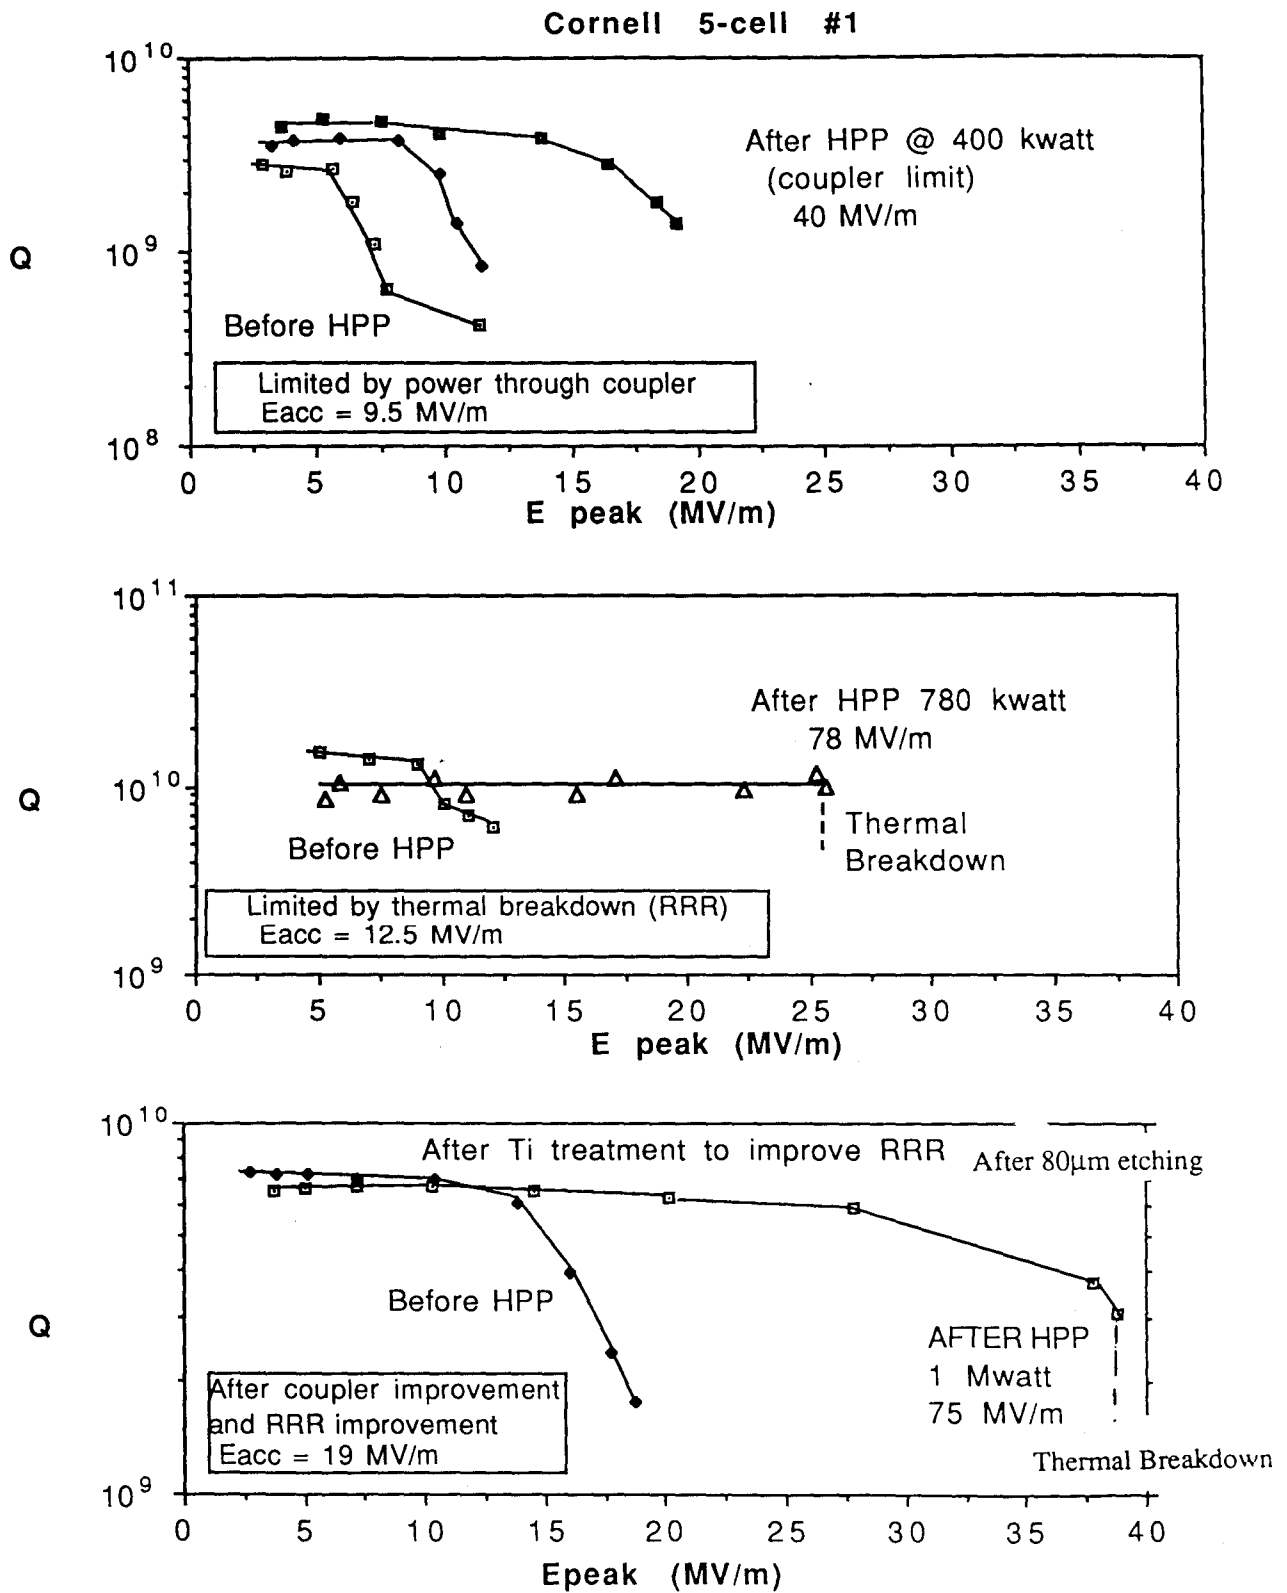 Cornell 5-cell #1
10^10
After HPP @ 400 kwatt
(coupler limit)
40 MV/m
10^9
Q
Before HPP
Limited by power through coupler
Eacc = 9.5 MV/m
10^8
0 5 10 15 20 25 30 35 40
E peak (MV/m)
10^11
After HPP 780 kwatt
78 MV/m
10^10
Q
Thermal
Breakdown
Before HPP
Limited by thermal breakdown (RRR)
Eacc = 12.5 MV/m
10^9
0 5 10 15 20 25 30 35 40
E peak (MV/m)
10^10
After Ti treatment to improve RRR
After 80µm etching
Before HPP
Q
AFTER HPP
1 Mwatt
75 MV/m
After coupler improvement
and RRR improvement
Eacc = 19 MV/m
Thermal Breakdown
10^9
0 5 10 15 20 25 30 35 40
Epeak (MV/m)